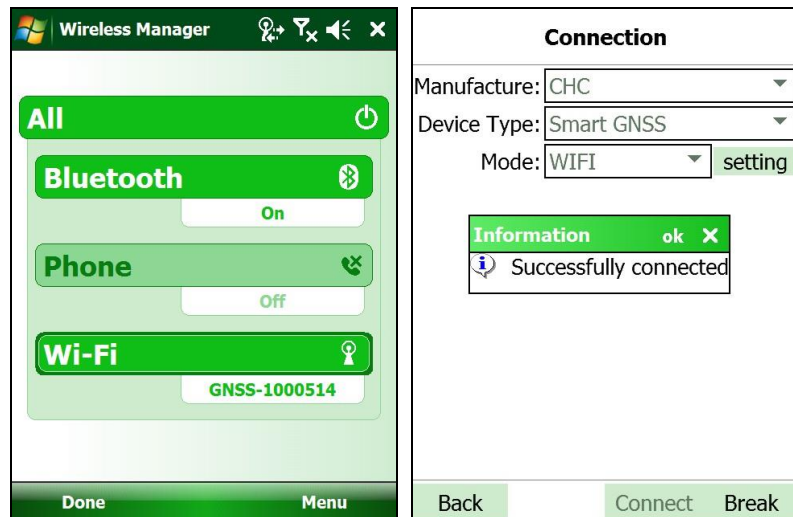 Wireless Manager
All
Bluetooth
On
Phone
Off
Wi-Fi
GNSS-1000514
Done Menu
Connection
Manufacture: CHC
Device Type: Smart GNSS
Mode: WIFI setting
Information ok
Successfully connected
Back Connect Break